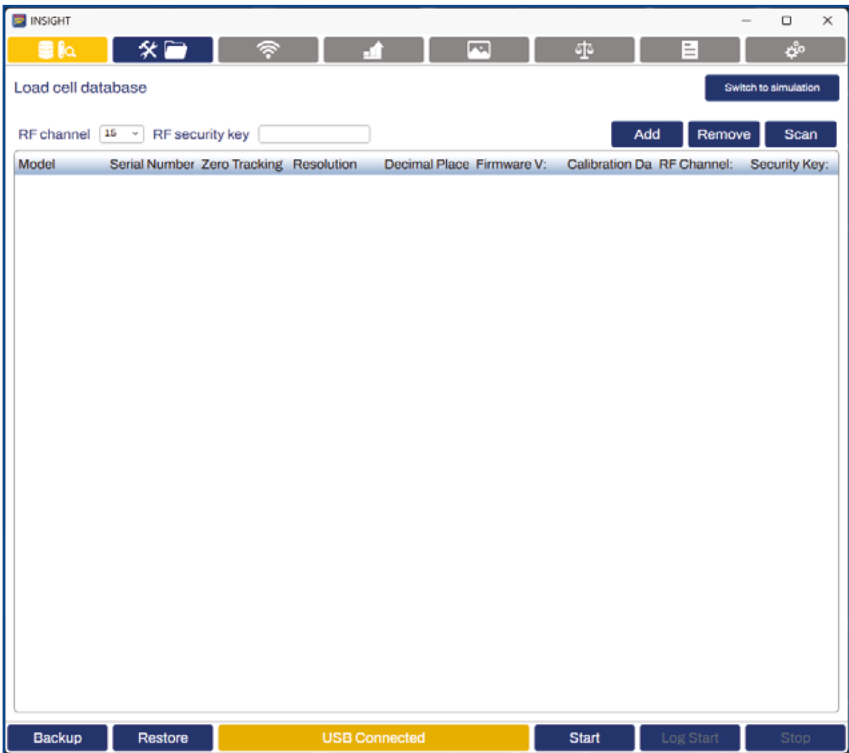 INSIGHT
Load cell database
Switch to simulation
RF channel 15 RF security key
Add Remove Scan
Model Serial Number Zero Tracking Resolution Decimal Place Firmware V: Calibration Da RF Channel: Security Key:
Backup Restore USB Connected Start Log Start Stop